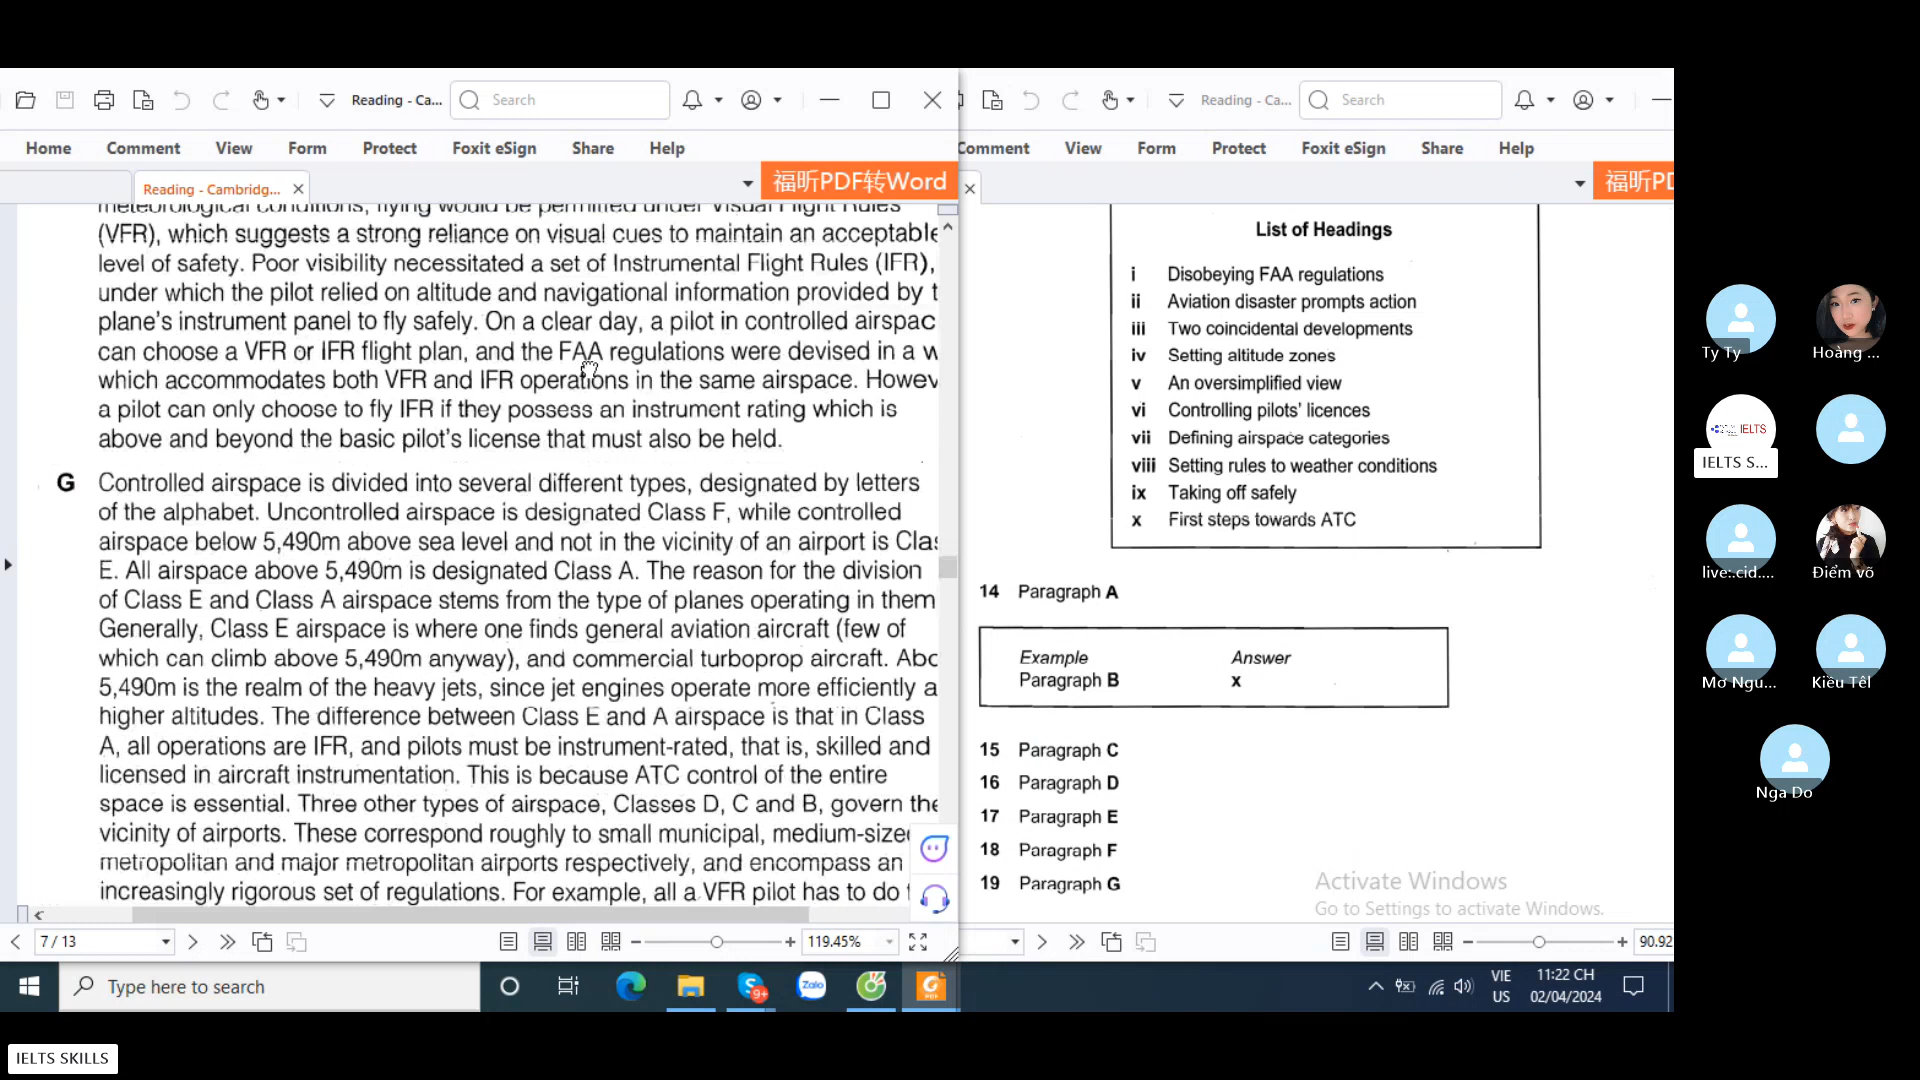 Reading - Ca...
Search
Reading - Ca...
Search
Home Comment View Form Protect Foxit eSign Share Help
Comment View Form Protect Foxit eSign Share Help
Reading - Cambridg...
福昕PDF转Word
福昕PD
meteorological conditions, flying would be permitted under Visual Flight Rules
(VFR), which suggests a strong reliance on visual cues to maintain an acceptable
level of safety. Poor visibility necessitated a set of Instrumental Flight Rules (IFR),
under which the pilot relied on altitude and navigational information provided by t
plane's instrument panel to fly safely. On a clear day, a pilot in controlled airspac
can choose a VFR or IFR flight plan, and the FAA regulations were devised in a w
which accommodates both VFR and IFR operations in the same airspace. Howev
a pilot can only choose to fly IFR if they possess an instrument rating which is
above and beyond the basic pilot's license that must also be held.
G Controlled airspace is divided into several different types, designated by letters
of the alphabet. Uncontrolled airspace is designated Class F, while controlled
airspace below 5,490m above sea level and not in the vicinity of an airport is Clas
E. All airspace above 5,490m is designated Class A. The reason for the division
of Class E and Class A airspace stems from the type of planes operating in them
Generally, Class E airspace is where one finds general aviation aircraft (few of
which can climb above 5,490m anyway), and commercial turboprop aircraft. Abo
5,490m is the realm of the heavy jets, since jet engines operate more efficiently a
higher altitudes. The difference between Class E and A airspace is that in Class
A, all operations are IFR, and pilots must be instrument-rated, that is, skilled and
licensed in aircraft instrumentation. This is because ATC control of the entire
space is essential. Three other types of airspace, Classes D, C and B, govern the
vicinity of airports. These correspond roughly to small municipal, medium-sized
metropolitan and major metropolitan airports respectively, and encompass an
increasingly rigorous set of regulations. For example, all a VFR pilot has to do t
List of Headings
i Disobeying FAA regulations
ii Aviation disaster prompts action
iii Two coincidental developments
iv Setting altitude zones
v An oversimplified view
vi Controlling pilots' licences
vii Defining airspace categories
viii Setting rules to weather conditions
ix Taking off safely
x First steps towards ATC
14 Paragraph A
Example Answer
Paragraph B x
15 Paragraph C
16 Paragraph D
17 Paragraph E
18 Paragraph F
19 Paragraph G
Activate Windows
Go to Settings to activate Windows.
7 / 13
119.45%
90.92
Type here to search
9+
Zalo
PDF
VIE
US
11:22 CH
02/04/2024
Ty Ty
Hoàng ...
IELTS
IELTS S...
live:.cid....
Điểm võ
Mơ Ngu...
Kiều Têl
Nga Do
IELTS SKILLS